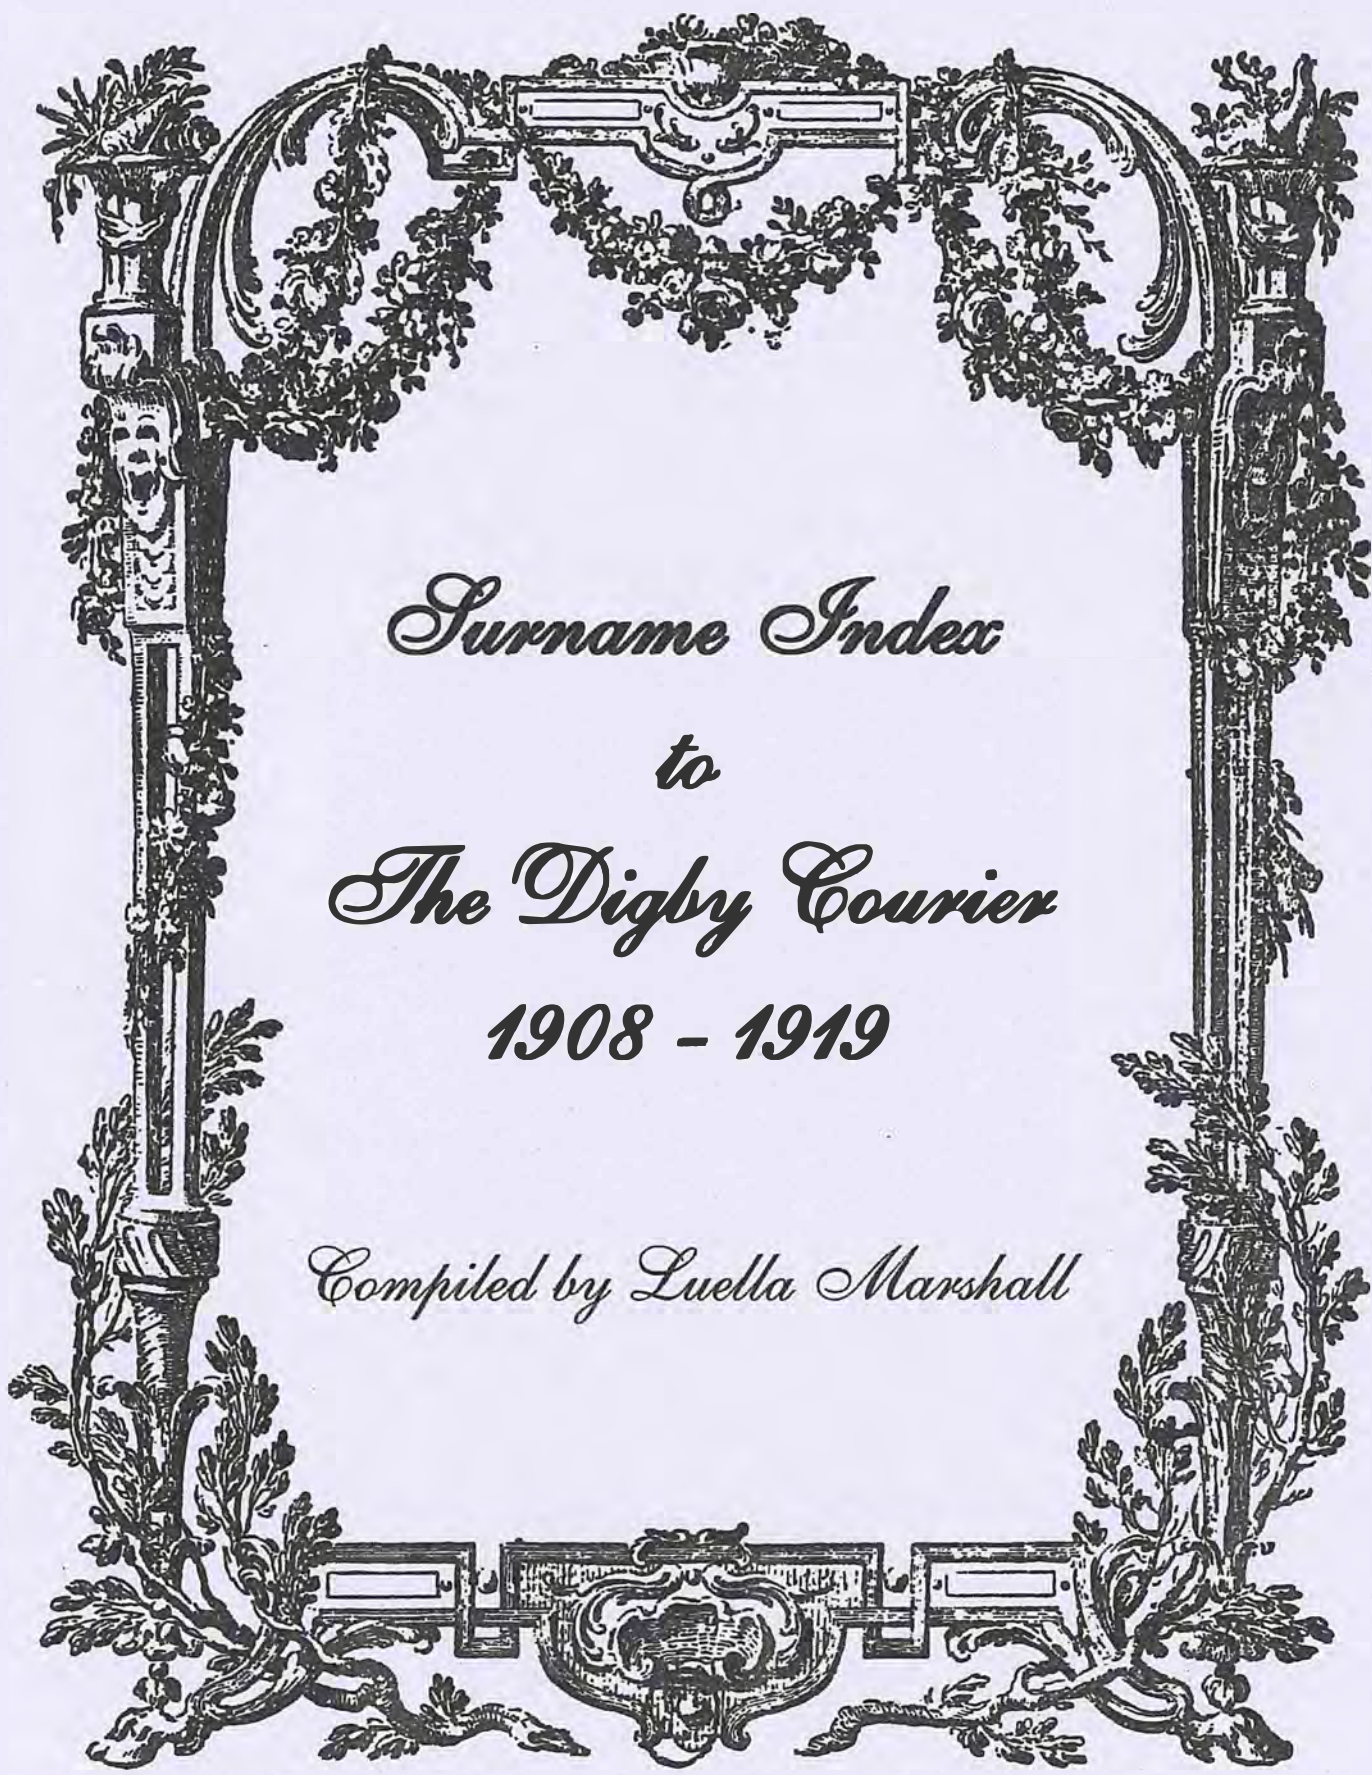 Surname Index
to
The Digby Courier
1908 - 1919
Compiled by Luella Marshall